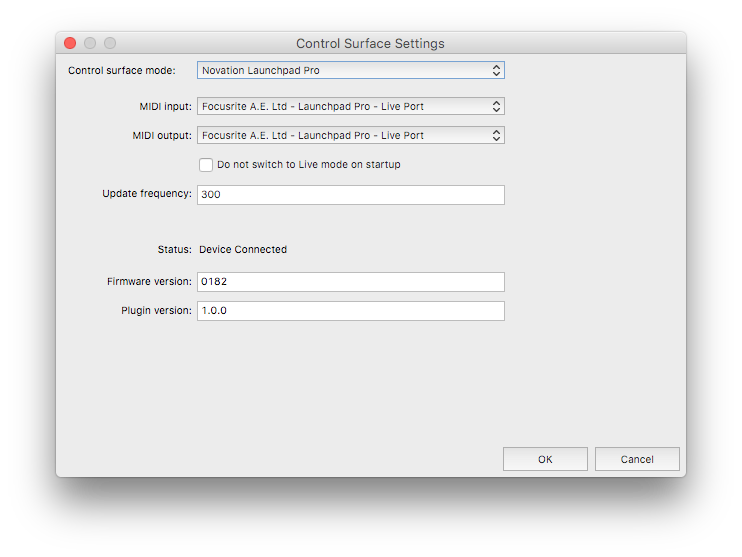 Control Surface Settings
Control surface mode: Novation Launchpad Pro
MIDI input: Focusrite A.E. Ltd - Launchpad Pro - Live Port
MIDI output: Focusrite A.E. Ltd - Launchpad Pro - Live Port
Do not switch to Live mode on startup
Update frequency: 300
Status: Device Connected
Firmware version: 0182
Plugin version: 1.0.0
OK Cancel